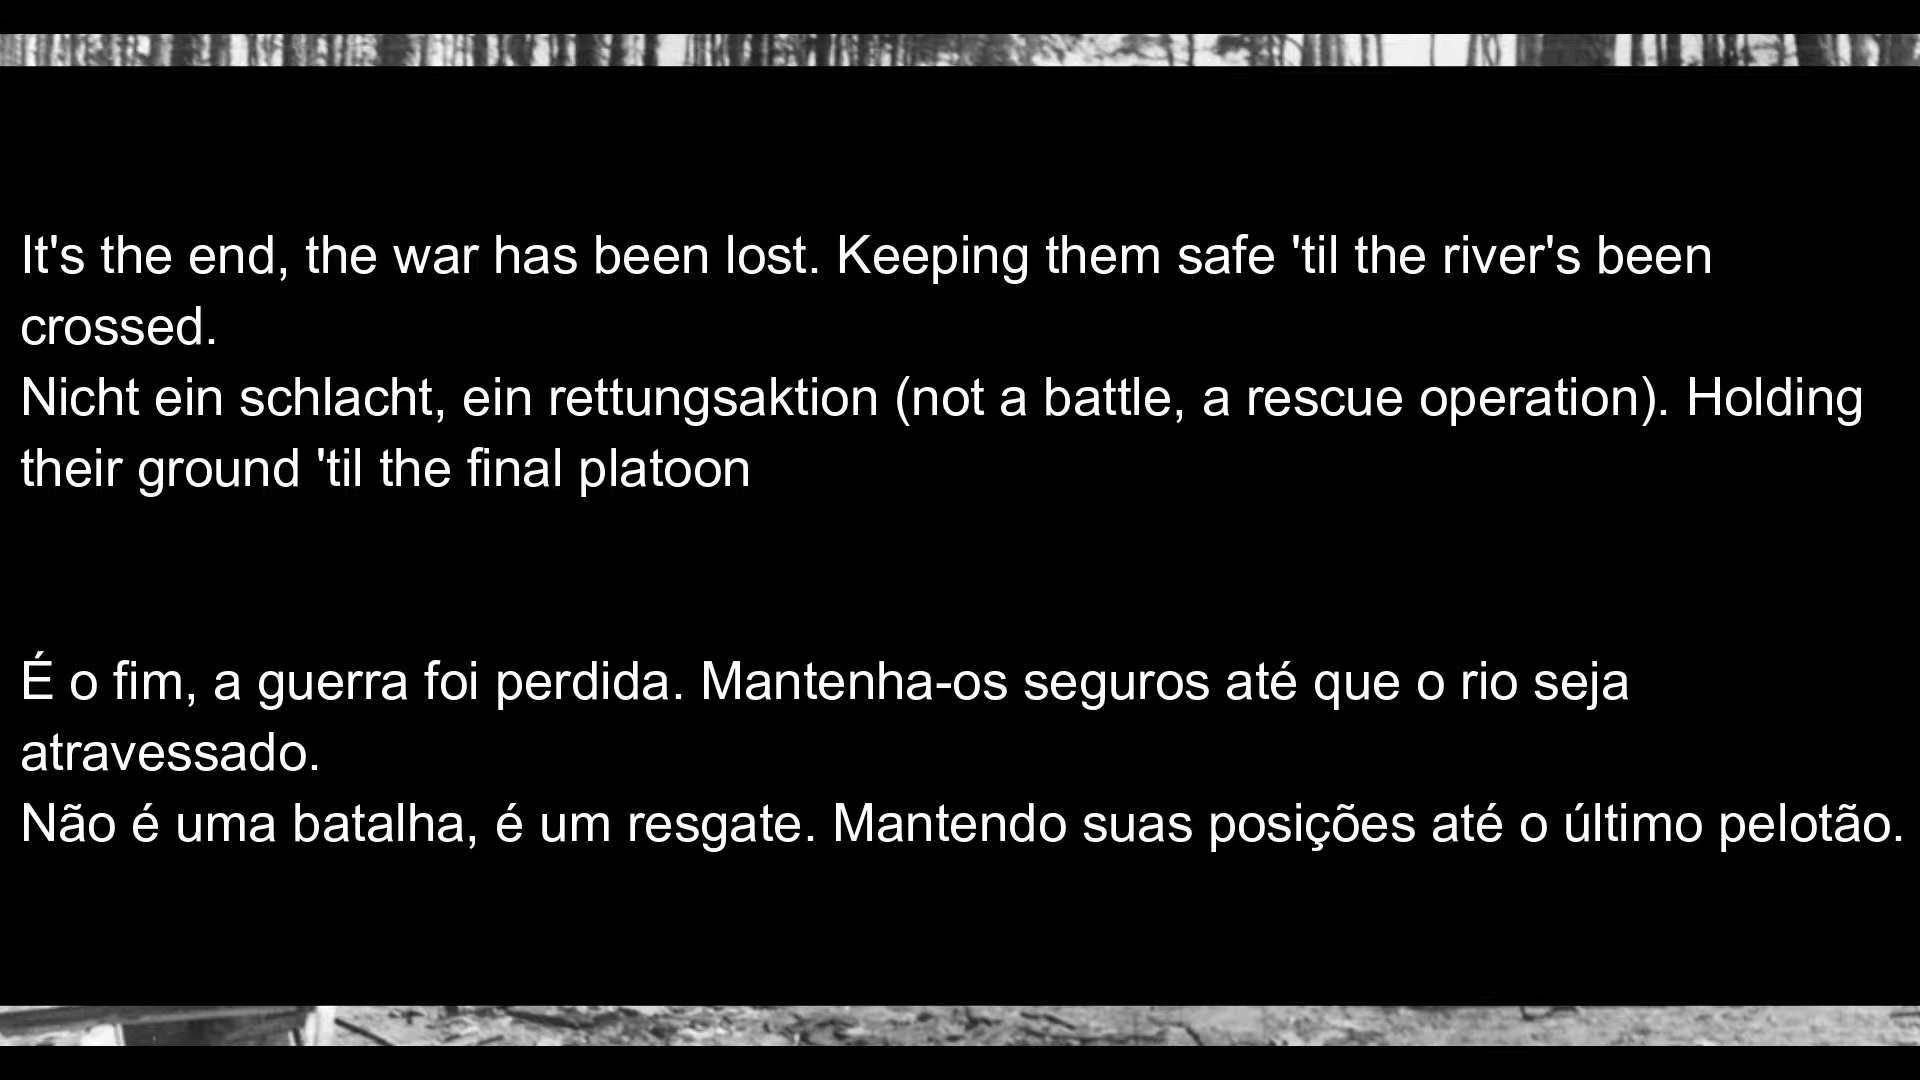 It's the end, the war has been lost. Keeping them safe 'til the river's been
crossed.
Nicht ein schlacht, ein rettungsaktion (not a battle, a rescue operation). Holding
their ground 'til the final platoon
É o fim, a guerra foi perdida. Mantenha-os seguros até que o rio seja
atravessado.
Não é uma batalha, é um resgate. Mantendo suas posições até o último pelotão.